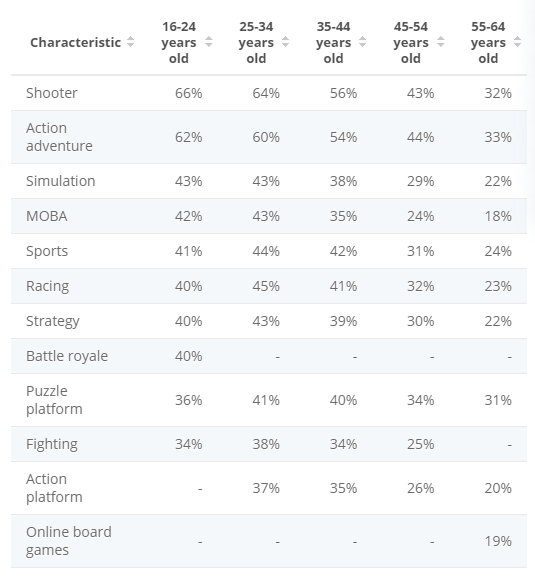 Characteristic 16-24 years old 25-34 years old 35-44 years old 45-54 years old 55-64 years old
Shooter 66% 64% 56% 43% 32%
Action adventure 62% 60% 54% 44% 33%
Simulation 43% 43% 38% 29% 22%
MOBA 42% 43% 35% 24% 18%
Sports 41% 44% 42% 31% 24%
Racing 40% 45% 41% 32% 23%
Strategy 40% 43% 39% 30% 22%
Battle royale 40% - - - -
Puzzle platform 36% 41% 40% 34% 31%
Fighting 34% 38% 34% 25% -
Action platform - 37% 35% 26% 20%
Online board games - - - - 19%